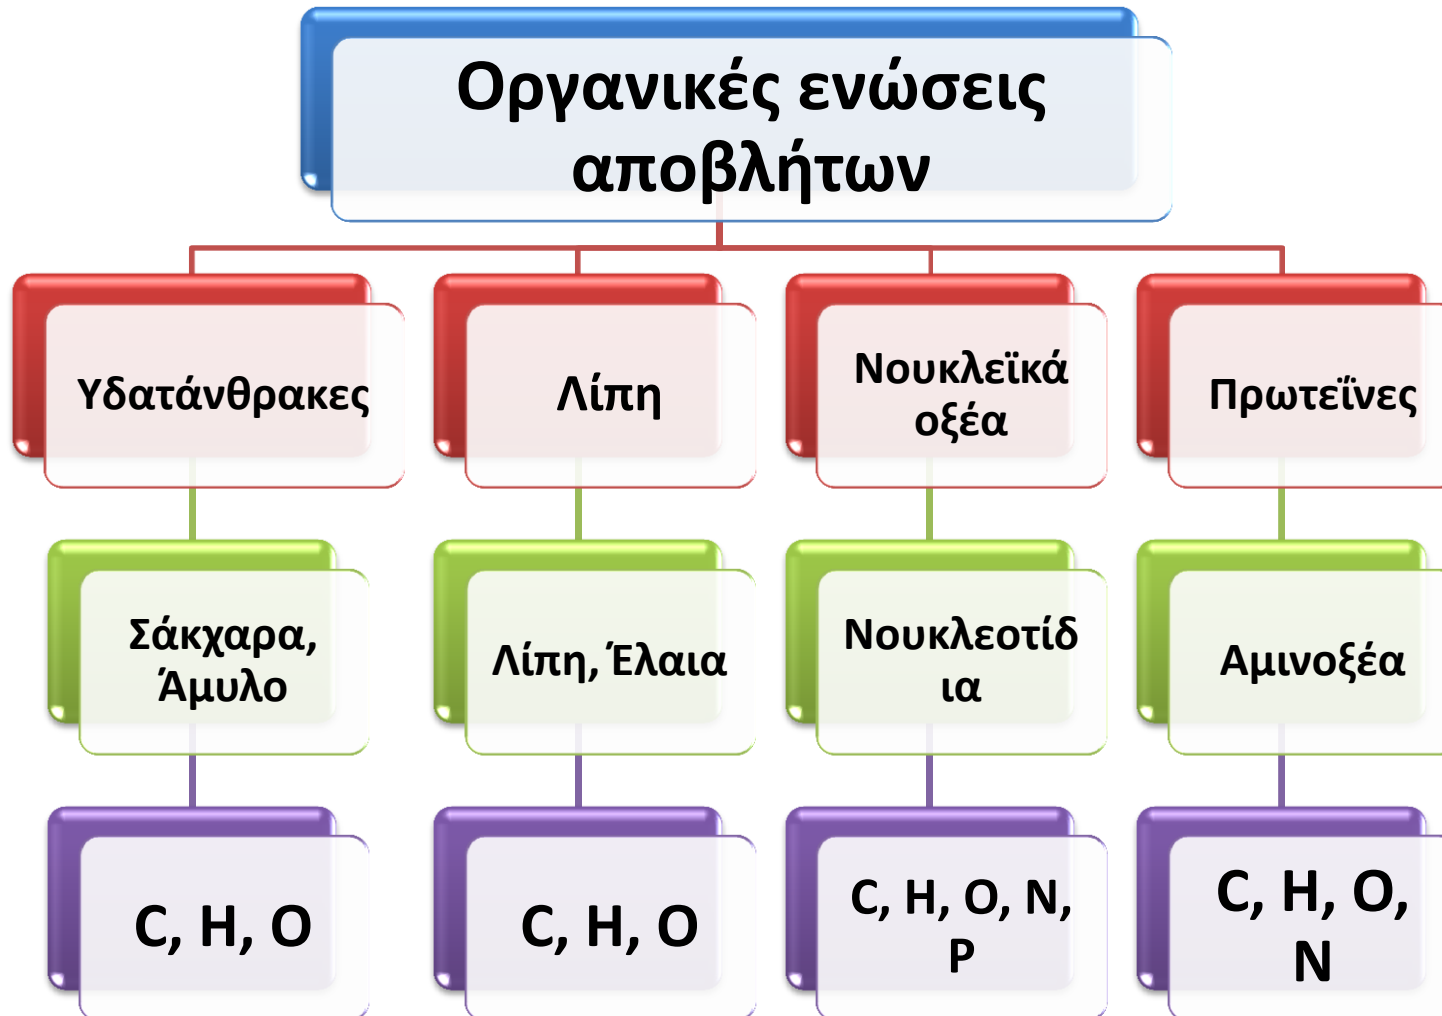 Οργανικές ενώσεις
αποβλήτων
Υδατάνθρακες
Λίπη
Νουκλεϊκά
οξέα
Πρωτεΐνες
Σάκχαρα,
Άμυλο
Λίπη, Έλαια
Νουκλεοτίδ
ια
Αμινοξέα
C, H, O
C, H, O
C, H, O, N,
P
C, H, O,
N